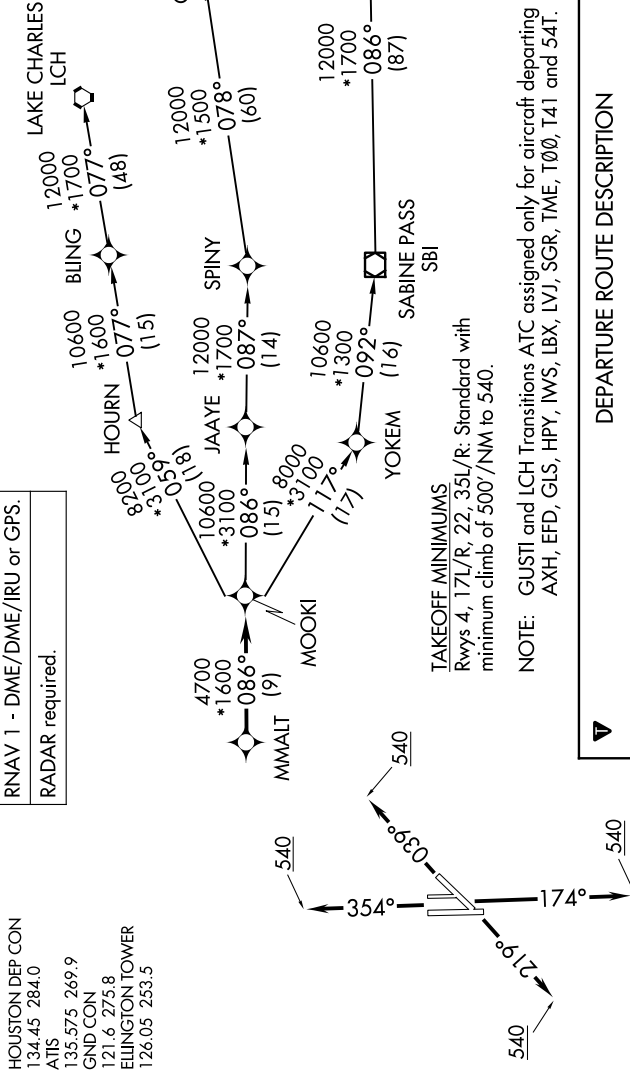 RNAV 1 - DME/DME/IRU or GPS.
RADAR required.
HOUSTON DEP CON
134.45 284.0
ATIS
135.575 269.9
GND CON
121.6 275.8
ELLINGTON TOWER
126.05 253.5
LAKE CHARLES
LCH
12000
*1700
077°
(48)
BLING
10600
*1600
077°
(15)
HOURN
8200
*3100
059°
(18)
12000
*1500
078°
(60)
SPINY
12000
*1700
087°
(14)
JAAYE
10600
*3100
086°
(15)
12000
*1700
086°
(87)
SABINE PASS
SBI
10600
*1300
092°
(16)
YOKEM
8000
*3100
117°
(17)
MOOKI
4700
*1600
086°
(9)
MMALT
TAKEOFF MINIMUMS
Rwys 4, 17L/R, 22, 35L/R: Standard with
minimum climb of 500'/NM to 540.
NOTE: GUSTI and LCH Transitions ATC assigned only for aircraft departing
AXH, EFD, GLS, HPY, IWS, LBX, LVJ, SGR, TME, TØØ, T41 and 54T.
540
354°
540
039°
174°
540
219°
540
T
DEPARTURE ROUTE DESCRIPTION